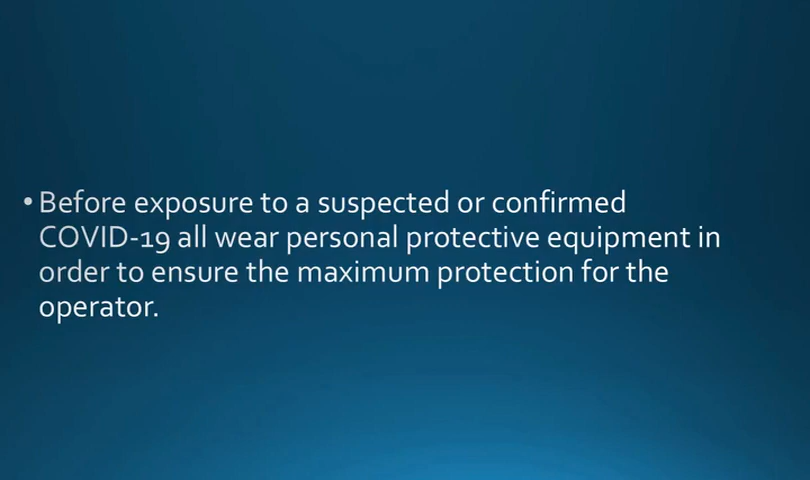 • Before exposure to a suspected or confirmed
COVID-19 all wear personal protective equipment in
order to ensure the maximum protection for the
operator.